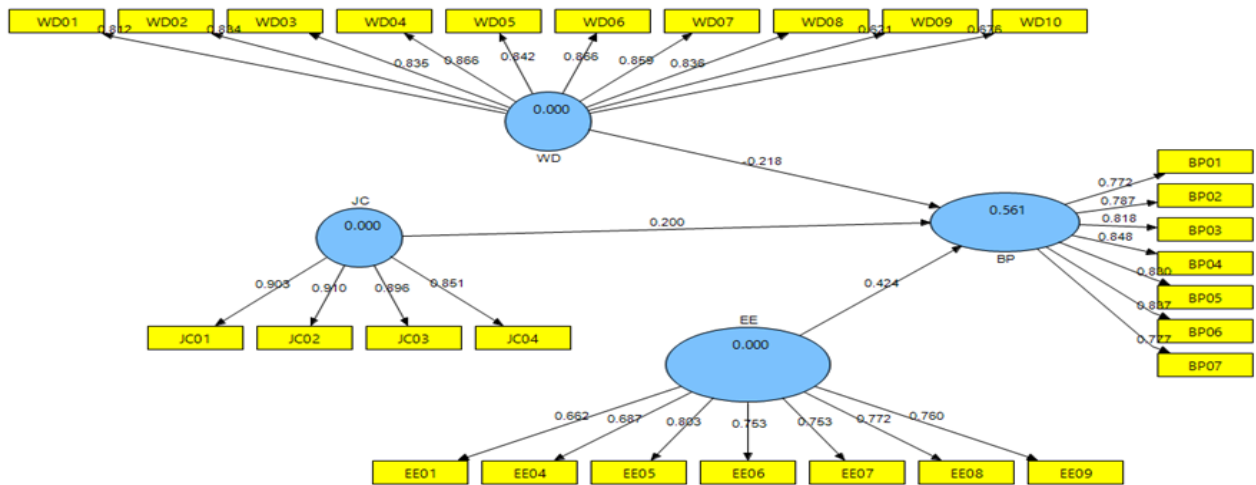 WD01 WD02 WD03 WD04 WD05 WD06 WD07 WD08 WD09 WD10
0.812 0.834 0.835 0.866 0.842 0.866 0.859 0.836 0.621 0.676
0.000
WD
-0.218
JC
0.000
0.200
0.903 0.910 0.896 0.851
JC01 JC02 JC03 JC04
0.561
BP
0.772 0.787 0.818 0.848 0.830 0.837 0.777
BP01
BP02
BP03
BP04
BP05
BP06
BP07
0.424
EE
0.000
0.662 0.687 0.803 0.753 0.753 0.772 0.760
EE01 EE04 EE05 EE06 EE07 EE08 EE09